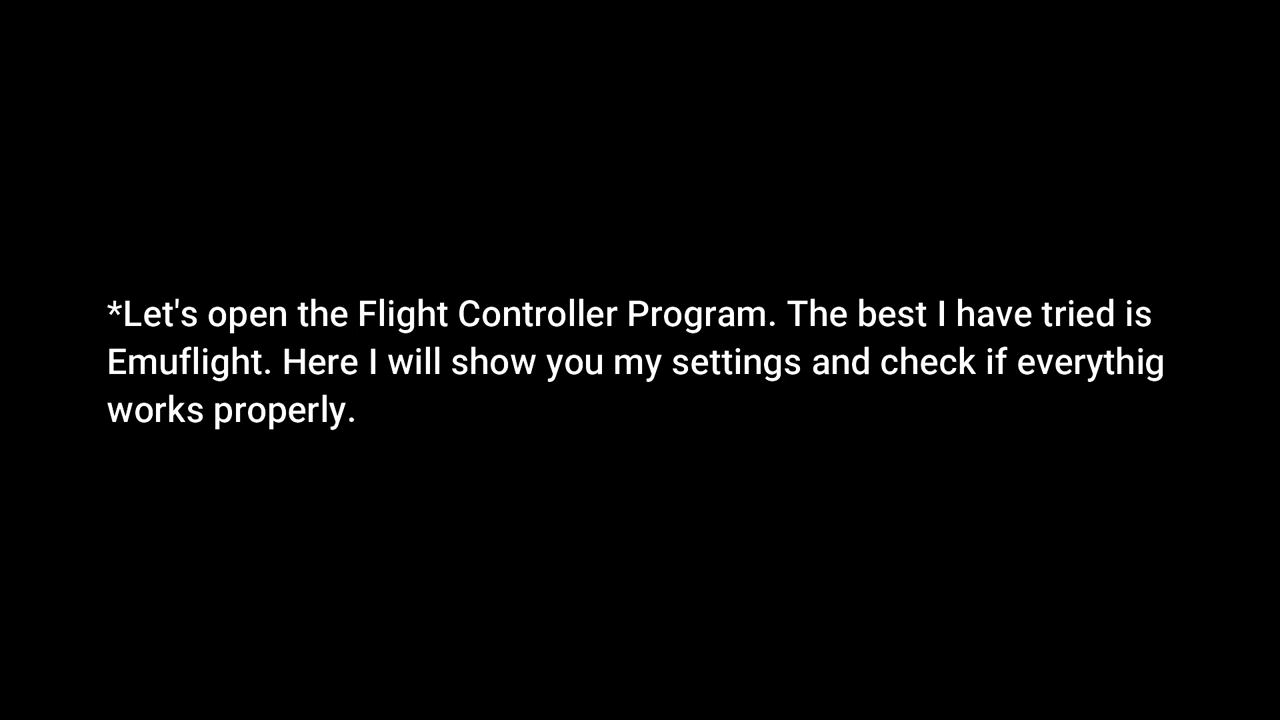 *Let's open the Flight Controller Program. The best I have tried is
Emuflight. Here I will show you my settings and check if everythig
works properly.